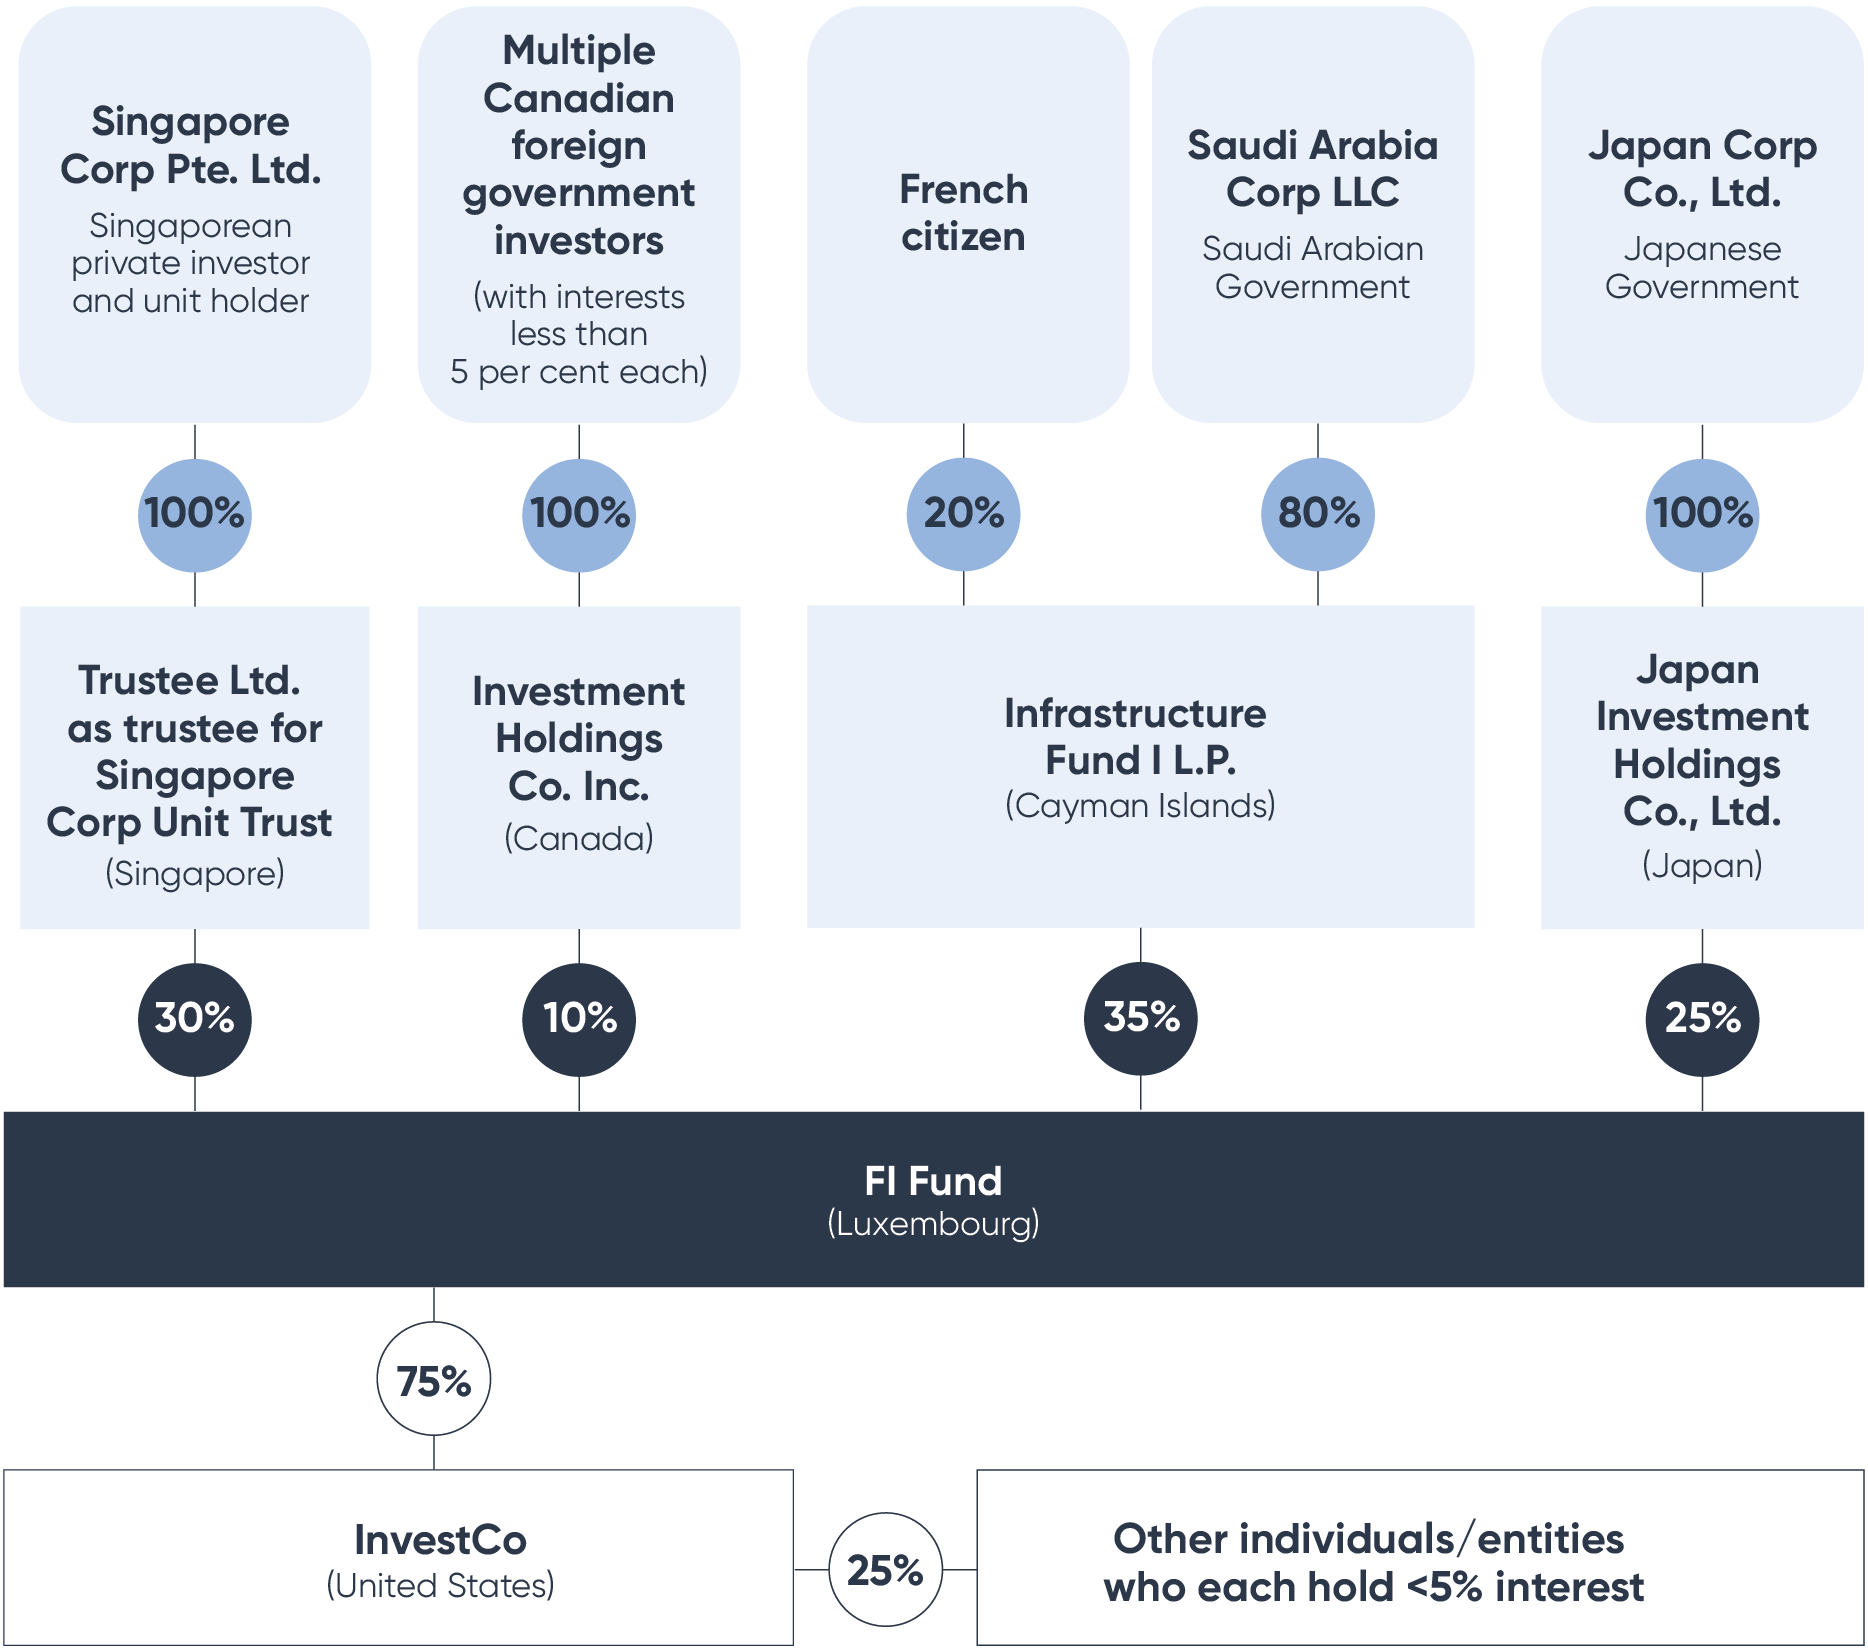 Singapore
Corp Pte. Ltd.
Singaporean
private investor
and unit holder
Multiple
Canadian
foreign
government
investors
(with interests
less than
5 per cent each)
French
citizen
Saudi Arabia
Corp LLC
Saudi Arabian
Government
Japan Corp
Co., Ltd.
Japanese
Government
100%
100%
20%
80%
100%
Trustee Ltd.
as trustee for
Singapore
Corp Unit Trust
(Singapore)
Investment
Holdings
Co. Inc.
(Canada)
Infrastructure
Fund I L.P.
(Cayman Islands)
Japan
Investment
Holdings
Co., Ltd.
(Japan)
30%
10%
35%
25%
FI Fund
(Luxembourg)
75%
InvestCo
(United States)
25%
Other individuals/entities
who each hold <5% interest